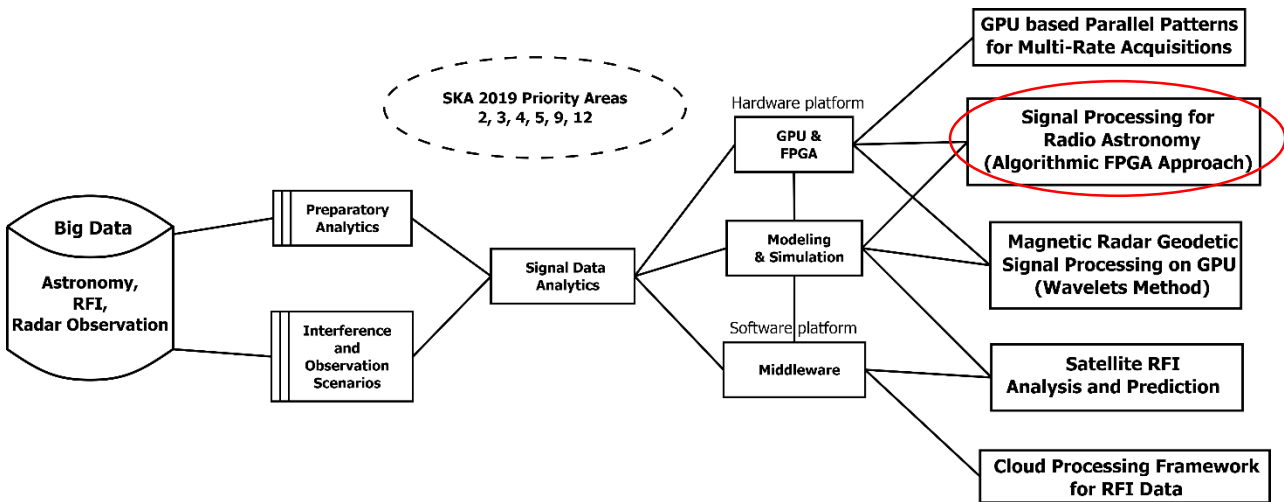 SKA 2019 Priority Areas
2, 3, 4, 5, 9, 12
Big Data
Astronomy,
RFI,
Radar Observation
Preparatory
Analytics
Interference
and
Observation
Scenarios
Signal Data
Analytics
Hardware platform
GPU &
FPGA
Modeling
& Simulation
Software platform
Middleware
GPU based Parallel Patterns
for Multi-Rate Acquisitions
Signal Processing for
Radio Astronomy
(Algorithmic FPGA Approach)
Magnetic Radar Geodetic
Signal Processing on GPU
(Wavelets Method)
Satellite RFI
Analysis and Prediction
Cloud Processing Framework
for RFI Data